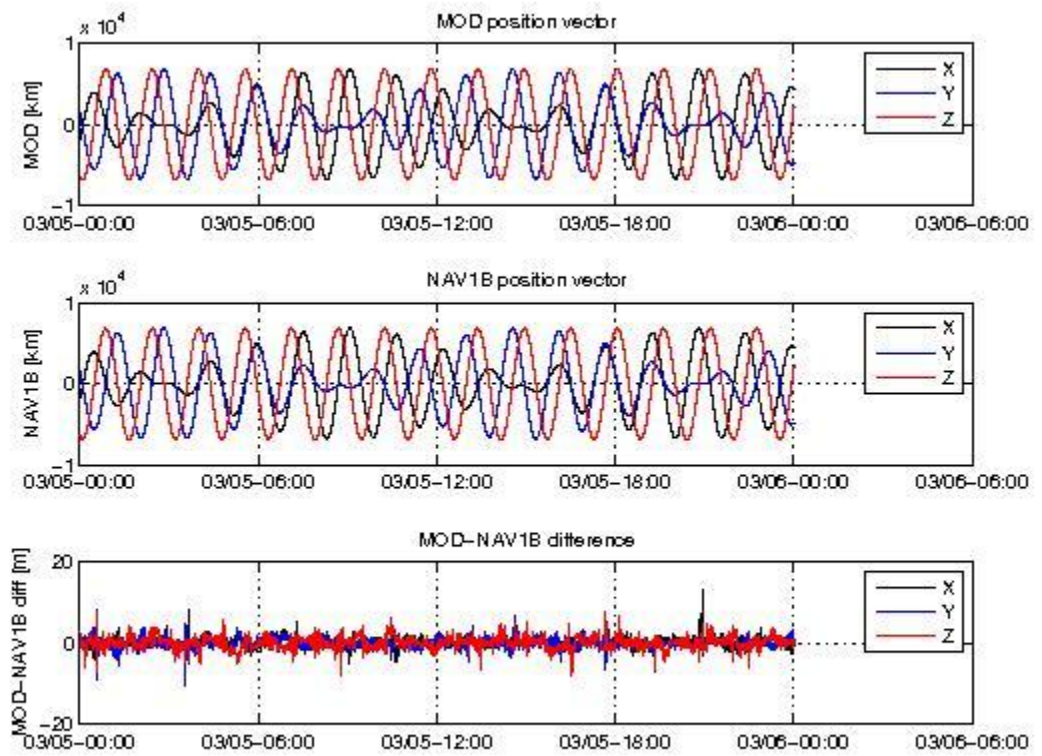 MOD position vector
x 10^4
MOD [km]
1
0
−1
X
Y
Z
03/05−00:00 03/05−06:00 03/05−12:00 03/05−18:00 03/06−00:00 03/06−06:00
NAV1B position vector
x 10^4
NAV1B [km]
1
0
−1
X
Y
Z
03/05−00:00 03/05−06:00 03/05−12:00 03/05−18:00 03/06−00:00 03/06−06:00
MOD−NAV1B difference
MOD−NAV1B diff [m]
20
0
−20
X
Y
Z
03/05−00:00 03/05−06:00 03/05−12:00 03/05−18:00 03/06−00:00 03/06−06:00